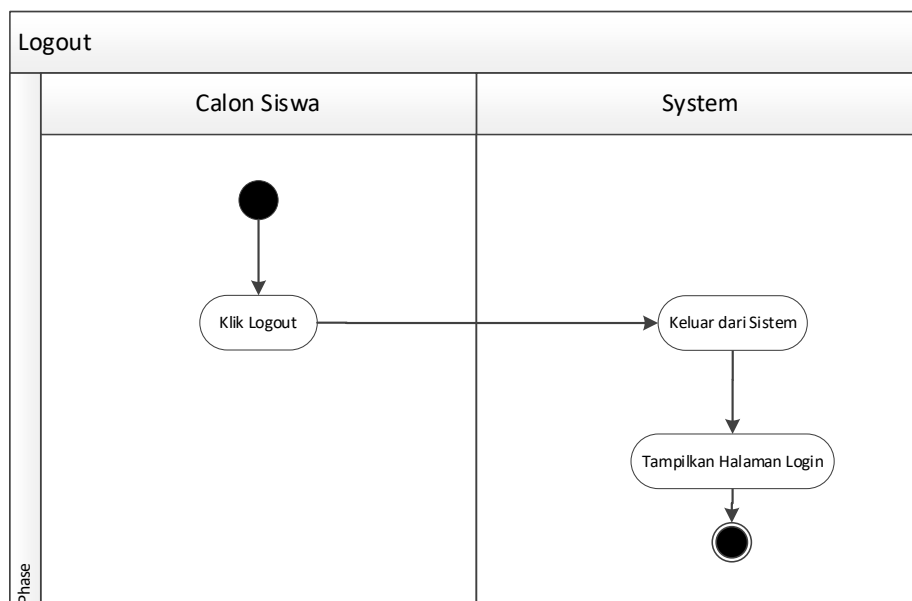 Logout
Calon Siswa
System
Klik Logout
Keluar dari Sistem
Tampilkan Halaman Login
Phase